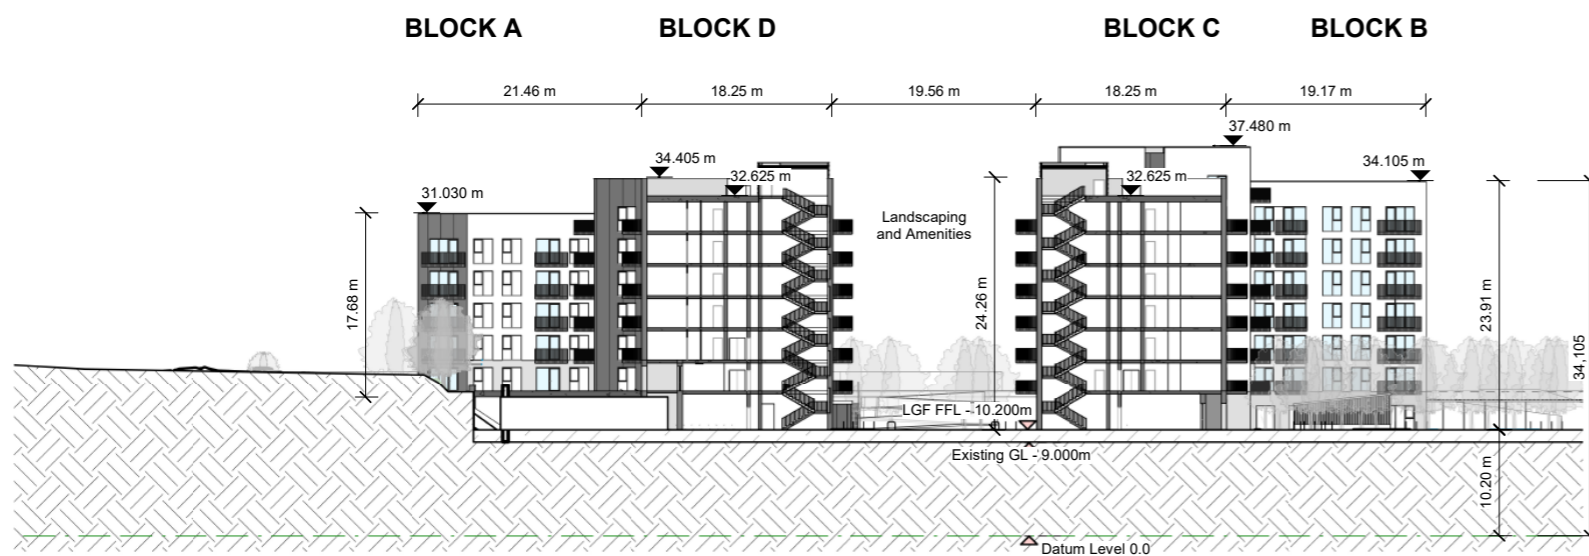 BLOCK A
BLOCK D
BLOCK C
BLOCK B
21.46 m
18.25 m
19.56 m
18.25 m
19.17 m
37.480 m
34.405 m
34.105 m
32.625 m
32.625 m
31.030 m
Landscaping
and Amenities
17.68 m
24.26 m
23.91 m
34,105
LGF FFL - 10.200m
Existing GL - 9.000m
10.20 m
Datum Level 0.0